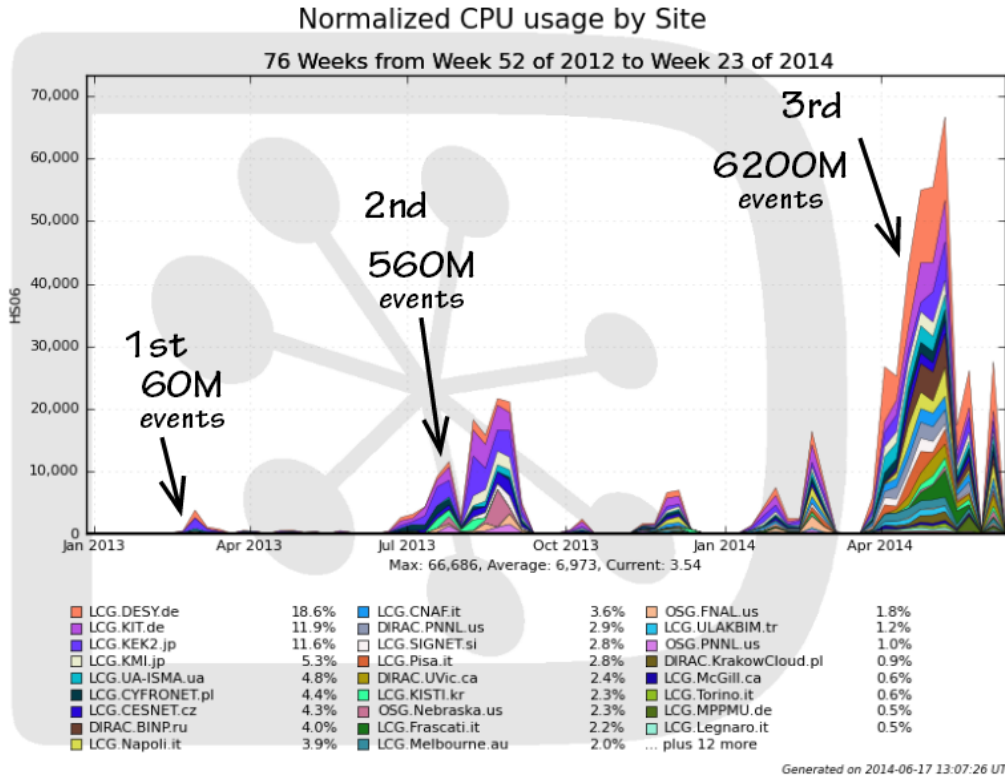 Normalized CPU usage by Site
76 Weeks from Week 52 of 2012 to Week 23 of 2014
70,000
60,000
50,000
40,000
30,000
20,000
10,000
0
HS06
1st
60M
events
2nd
560M
events
3rd
6200M
events
Jan 2013 Apr 2013 Jul 2013 Oct 2013 Jan 2014 Apr 2014
Max: 66,686, Average: 6,973, Current: 3.54
LCG.DESY.de 18.6% LCG.CNAF.it 3.6% OSG.FNAL.us 1.8%
LCG.KIT.de 11.9% DIRAC.PNNL.us 2.9% LCG.ULAKBIM.tr 1.2%
LCG.KEK2.jp 11.6% LCG.SIGNET.si 2.8% OSG.PNNL.us 1.0%
LCG.KMI.jp 5.3% LCG.Pisa.it 2.8% DIRAC.KrakowCloud.pl 0.9%
LCG.UA-ISMA.ua 4.8% DIRAC.UVic.ca 2.4% LCG.McGill.ca 0.6%
LCG.CYFRONET.pl 4.4% LCG.KISTI.kr 2.3% LCG.Torino.it 0.6%
LCG.CESNET.cz 4.3% OSG.Nebraska.us 2.3% LCG.MPPMU.de 0.5%
DIRAC.BINP.ru 4.0% LCG.Frascati.it 2.2% LCG.Legnaro.it 0.5%
LCG.Napoli.it 3.9% LCG.Melbourne.au 2.0% ... plus 12 more
Generated on 2014-06-17 13:07:26 UT